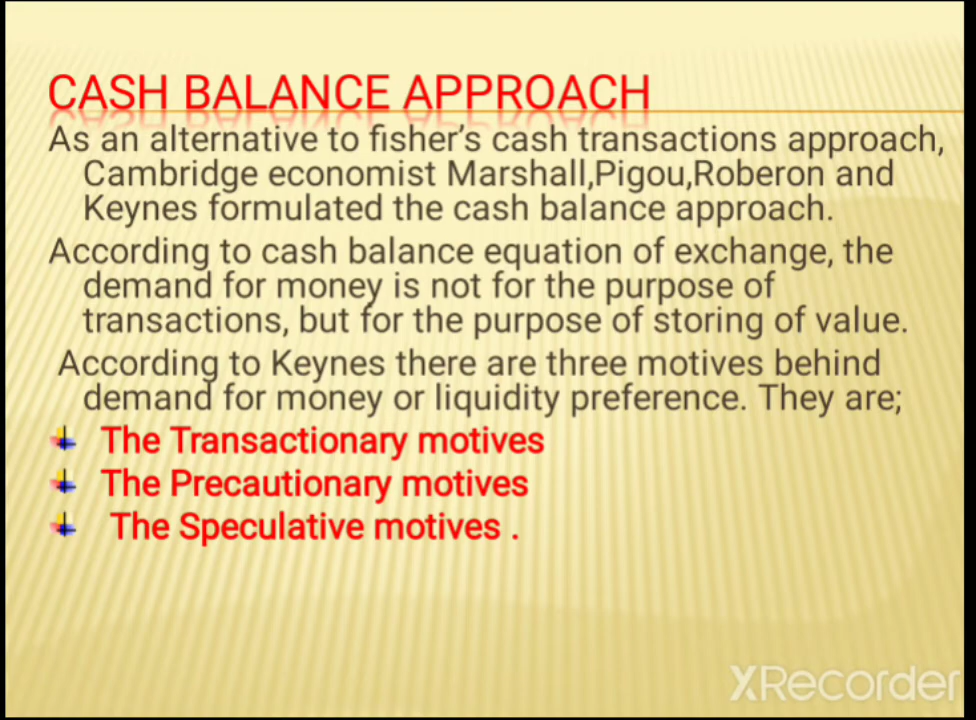 CASH BALANCE APPROACH
As an alternative to fisher's cash transactions approach,
Cambridge economist Marshall,Pigou,Roberon and
Keynes formulated the cash balance approach.
According to cash balance equation of exchange, the
demand for money is not for the purpose of
transactions, but for the purpose of storing of value.
According to Keynes there are three motives behind
demand for money or liquidity preference. They are;
The Transactionary motives
The Precautionary motives
The Speculative motives .
XRecorder